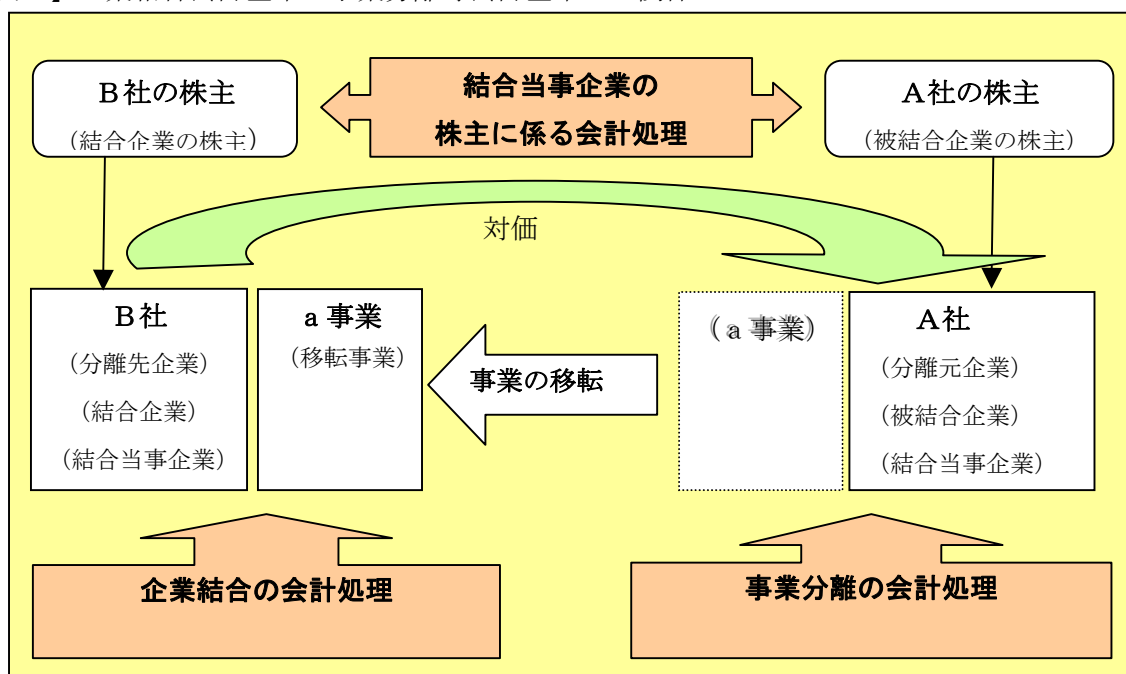 B社の株主
(結合企業の株主)
結合当事企業の
株主に係る会計処理
A社の株主
(被結合企業の株主)
対価
B社
(分離先企業)
(結合企業)
(結合当事企業)
a 事業
(移転事業)
事業の移転
(a 事業)
A社
(分離元企業)
(被結合企業)
(結合当事企業)
企業結合の会計処理
事業分離の会計処理